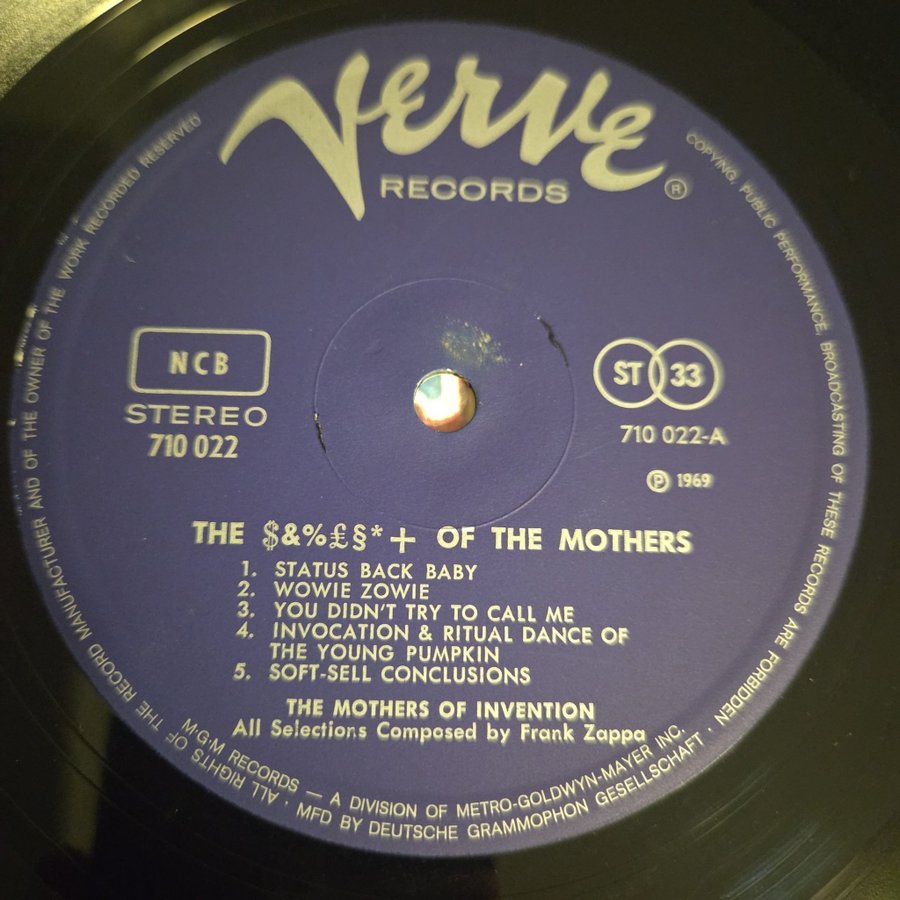 Verve
RECORDS ®
NCB
STEREO
710 022
ST 33
710 022-A
Ⓟ 1969
THE $&%£§*+ OF THE MOTHERS
1. STATUS BACK BABY
2. WOWIE ZOWIE
3. YOU DIDN'T TRY TO CALL ME
4. INVOCATION & RITUAL DANCE OF
THE YOUNG PUMPKIN
5. SOFT-SELL CONCLUSIONS
THE MOTHERS OF INVENTION
All Selections Composed by Frank Zappa
M·G·M RECORDS — A DIVISION OF METRO-GOLDWYN-MAYER INC.
ALL RIGHTS OF THE RECORD MANUFACTURER AND OF THE OWNER OF THE WORK RECORDED RESERVED
COPYING, PUBLIC PERFORMANCE, BROADCASTING OF THESE RECORDS ARE FORBIDDEN
· MFD BY DEUTSCHE GRAMMOPHON GESELLSCHAFT ·